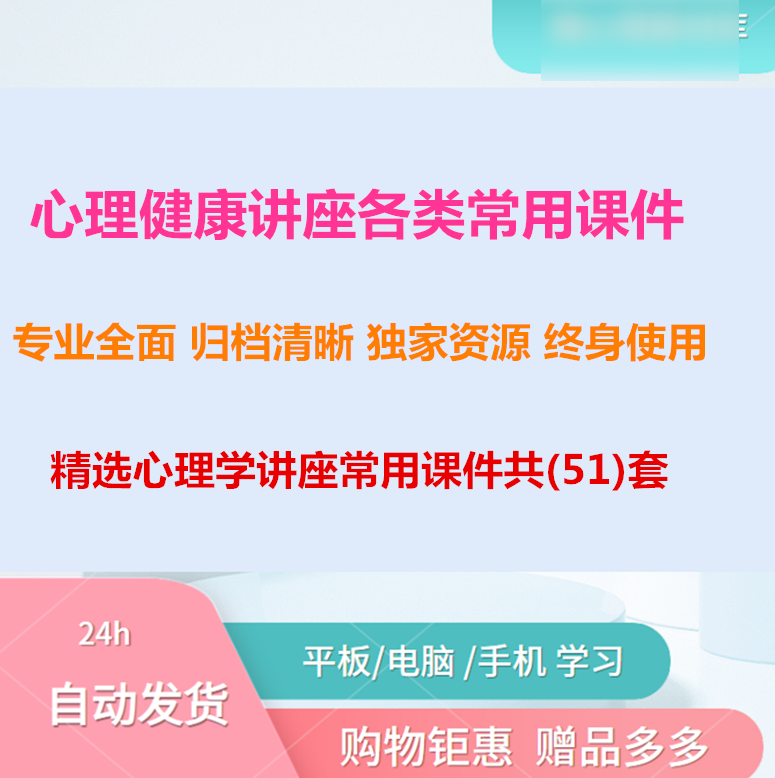 心理健康讲座各类常用课件
专业全面 归档清晰 独家资源 终身使用
精选心理学讲座常用课件共(51)套
24h
自动发货
平板/电脑 /手机 学习
购物钜惠 赠品多多